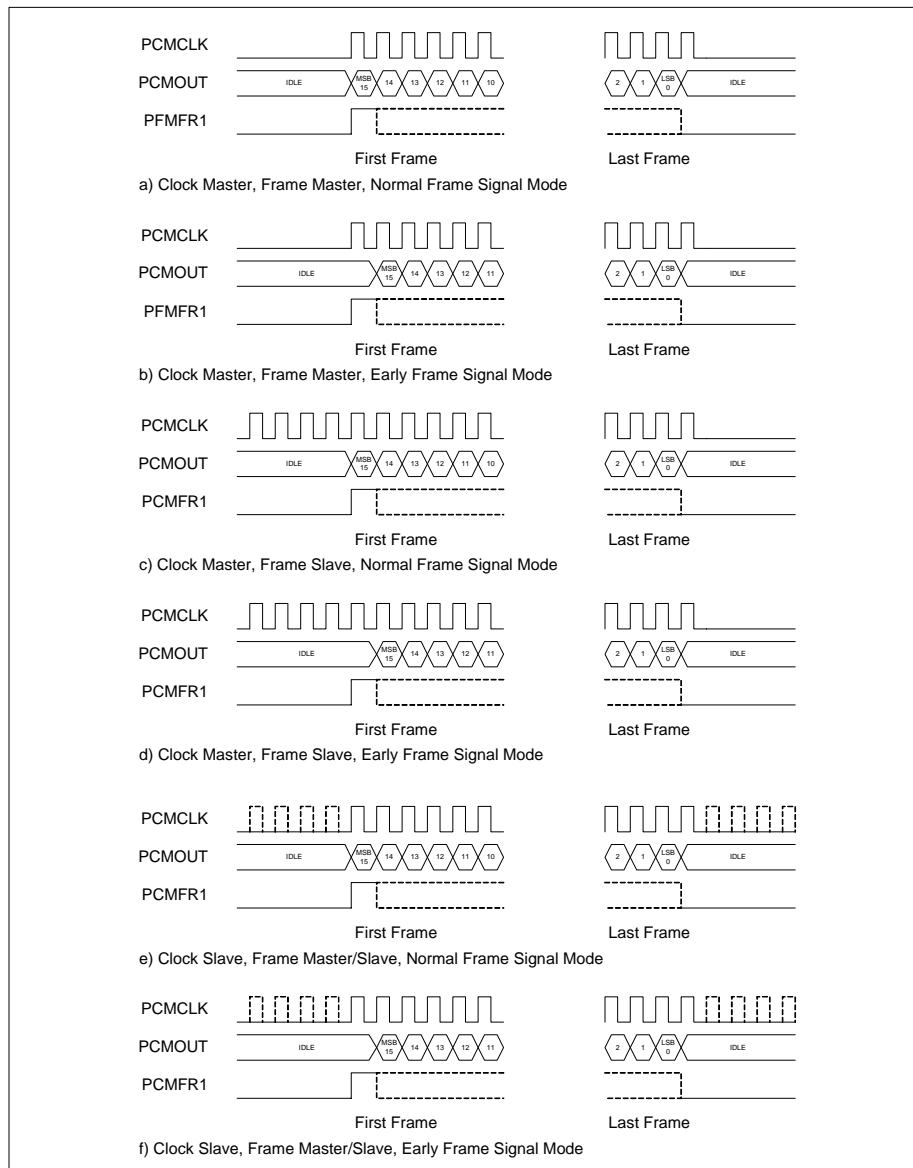 PCMCLK
PCMOUT IDLE MSB 15 14 13 12 11 10 2 1 LSB 0 IDLE
PFMFR1
First Frame Last Frame
a) Clock Master, Frame Master, Normal Frame Signal Mode
PCMCLK
PCMOUT IDLE MSB 15 14 13 12 11 2 1 LSB 0 IDLE
PFMFR1
First Frame Last Frame
b) Clock Master, Frame Master, Early Frame Signal Mode
PCMCLK
PCMOUT IDLE MSB 15 14 13 12 11 10 2 1 LSB 0 IDLE
PCMFR1
First Frame Last Frame
c) Clock Master, Frame Slave, Normal Frame Signal Mode
PCMCLK
PCMOUT IDLE MSB 15 14 13 12 11 2 1 LSB 0 IDLE
PCMFR1
First Frame Last Frame
d) Clock Master, Frame Slave, Early Frame Signal Mode
PCMCLK
PCMOUT IDLE MSB 15 14 13 12 11 10 2 1 LSB 0 IDLE
PCMFR1
First Frame Last Frame
e) Clock Slave, Frame Master/Slave, Normal Frame Signal Mode
PCMCLK
PCMOUT IDLE MSB 15 14 13 12 11 2 1 LSB 0 IDLE
PCMFR1
First Frame Last Frame
f) Clock Slave, Frame Master/Slave, Early Frame Signal Mode